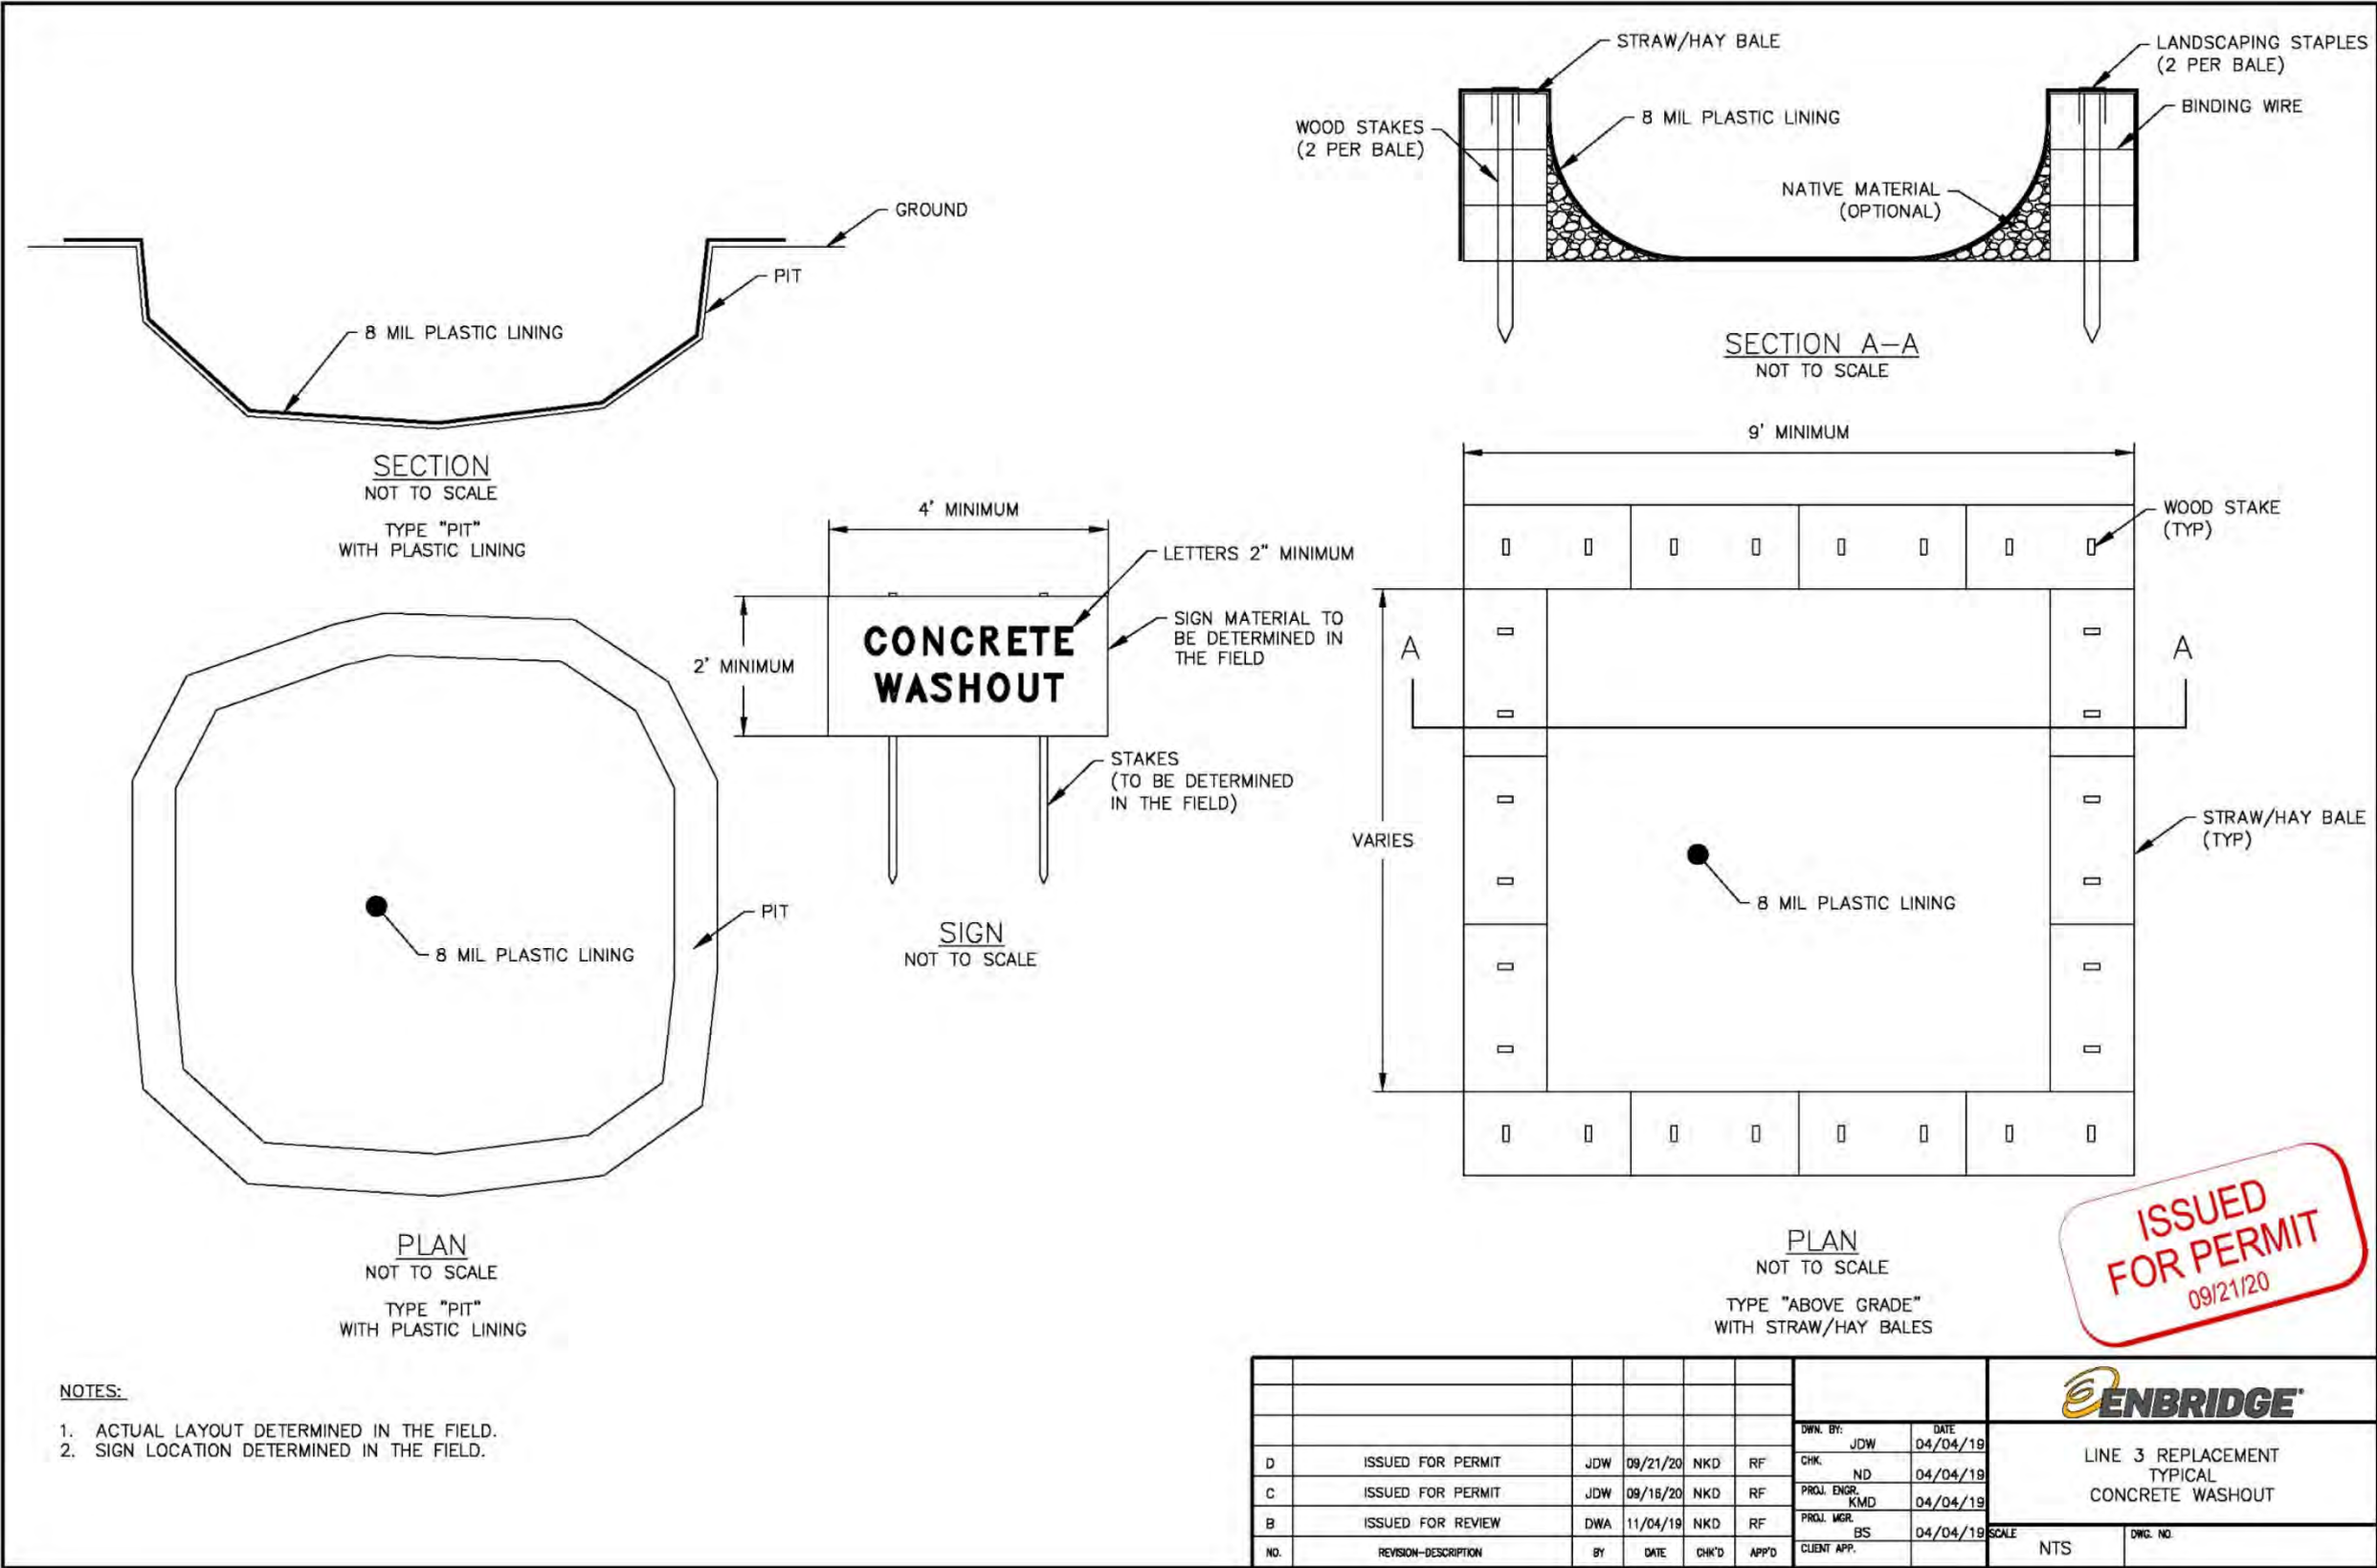 GROUND
PIT
8 MIL PLASTIC LINING
SECTION
NOT TO SCALE
TYPE "PIT"
WITH PLASTIC LINING
STRAW/HAY BALE
8 MIL PLASTIC LINING
WOOD STAKES
(2 PER BALE)
NATIVE MATERIAL
(OPTIONAL)
LANDSCAPING STAPLES
(2 PER BALE)
BINDING WIRE
SECTION A-A
NOT TO SCALE
4' MINIMUM
LETTERS 2" MINIMUM
SIGN MATERIAL TO
BE DETERMINED IN
THE FIELD
2' MINIMUM
CONCRETE
WASHOUT
STAKES
(TO BE DETERMINED
IN THE FIELD)
SIGN
NOT TO SCALE
8 MIL PLASTIC LINING
PIT
PLAN
NOT TO SCALE
TYPE "PIT"
WITH PLASTIC LINING
9' MINIMUM
WOOD STAKE
(TYP)
A
A
VARIES
STRAW/HAY BALE
(TYP)
8 MIL PLASTIC LINING
PLAN
NOT TO SCALE
TYPE "ABOVE GRADE"
WITH STRAW/HAY BALES
ISSUED
FOR PERMIT
09/21/20
NOTES:
1. ACTUAL LAYOUT DETERMINED IN THE FIELD.
2. SIGN LOCATION DETERMINED IN THE FIELD.
D ISSUED FOR PERMIT JDW 09/21/20 NKD RF
C ISSUED FOR PERMIT JDW 09/16/20 NKD RF
B ISSUED FOR REVIEW DWA 11/04/19 NKD RF
NO. REVISION-DESCRIPTION BY DATE CHK'D APP'D
DWN. BY: DATE
JDW 04/04/19
CHK.
ND 04/04/19
PROJ. ENGR.
KMD 04/04/19
PROJ. MGR.
BS 04/04/19
CLIENT APP.
ENBRIDGE
LINE 3 REPLACEMENT
TYPICAL
CONCRETE WASHOUT
SCALE
NTS
DWG. NO.